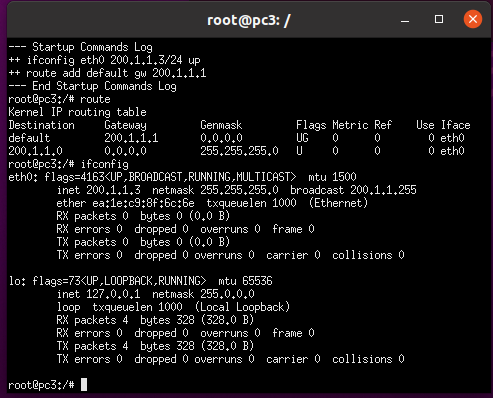 root@pc3: /
--- Startup Commands Log
++ ifconfig eth0 200.1.1.3/24 up
++ route add default gw 200.1.1.1
--- End Startup Commands Log
root@pc3:/# route
Kernel IP routing table
Destination     Gateway         Genmask         Flags Metric Ref    Use Iface
default         200.1.1.1       0.0.0.0         UG    0      0        0 eth0
200.1.1.0       0.0.0.0         255.255.255.0   U     0      0        0 eth0
root@pc3:/# ifconfig
eth0: flags=4163<UP,BROADCAST,RUNNING,MULTICAST>  mtu 1500
        inet 200.1.1.3  netmask 255.255.255.0  broadcast 200.1.1.255
        ether ea:1e:c9:8f:6c:6e  txqueuelen 1000  (Ethernet)
        RX packets 0  bytes 0 (0.0 B)
        RX errors 0  dropped 0  overruns 0  frame 0
        TX packets 0  bytes 0 (0.0 B)
        TX errors 0  dropped 0 overruns 0  carrier 0  collisions 0
lo: flags=73<UP,LOOPBACK,RUNNING>  mtu 65536
        inet 127.0.0.1  netmask 255.0.0.0
        loop  txqueuelen 1000  (Local Loopback)
        RX packets 4  bytes 328 (328.0 B)
        RX errors 0  dropped 0  overruns 0  frame 0
        TX packets 4  bytes 328 (328.0 B)
        TX errors 0  dropped 0 overruns 0  carrier 0  collisions 0
root@pc3:/#